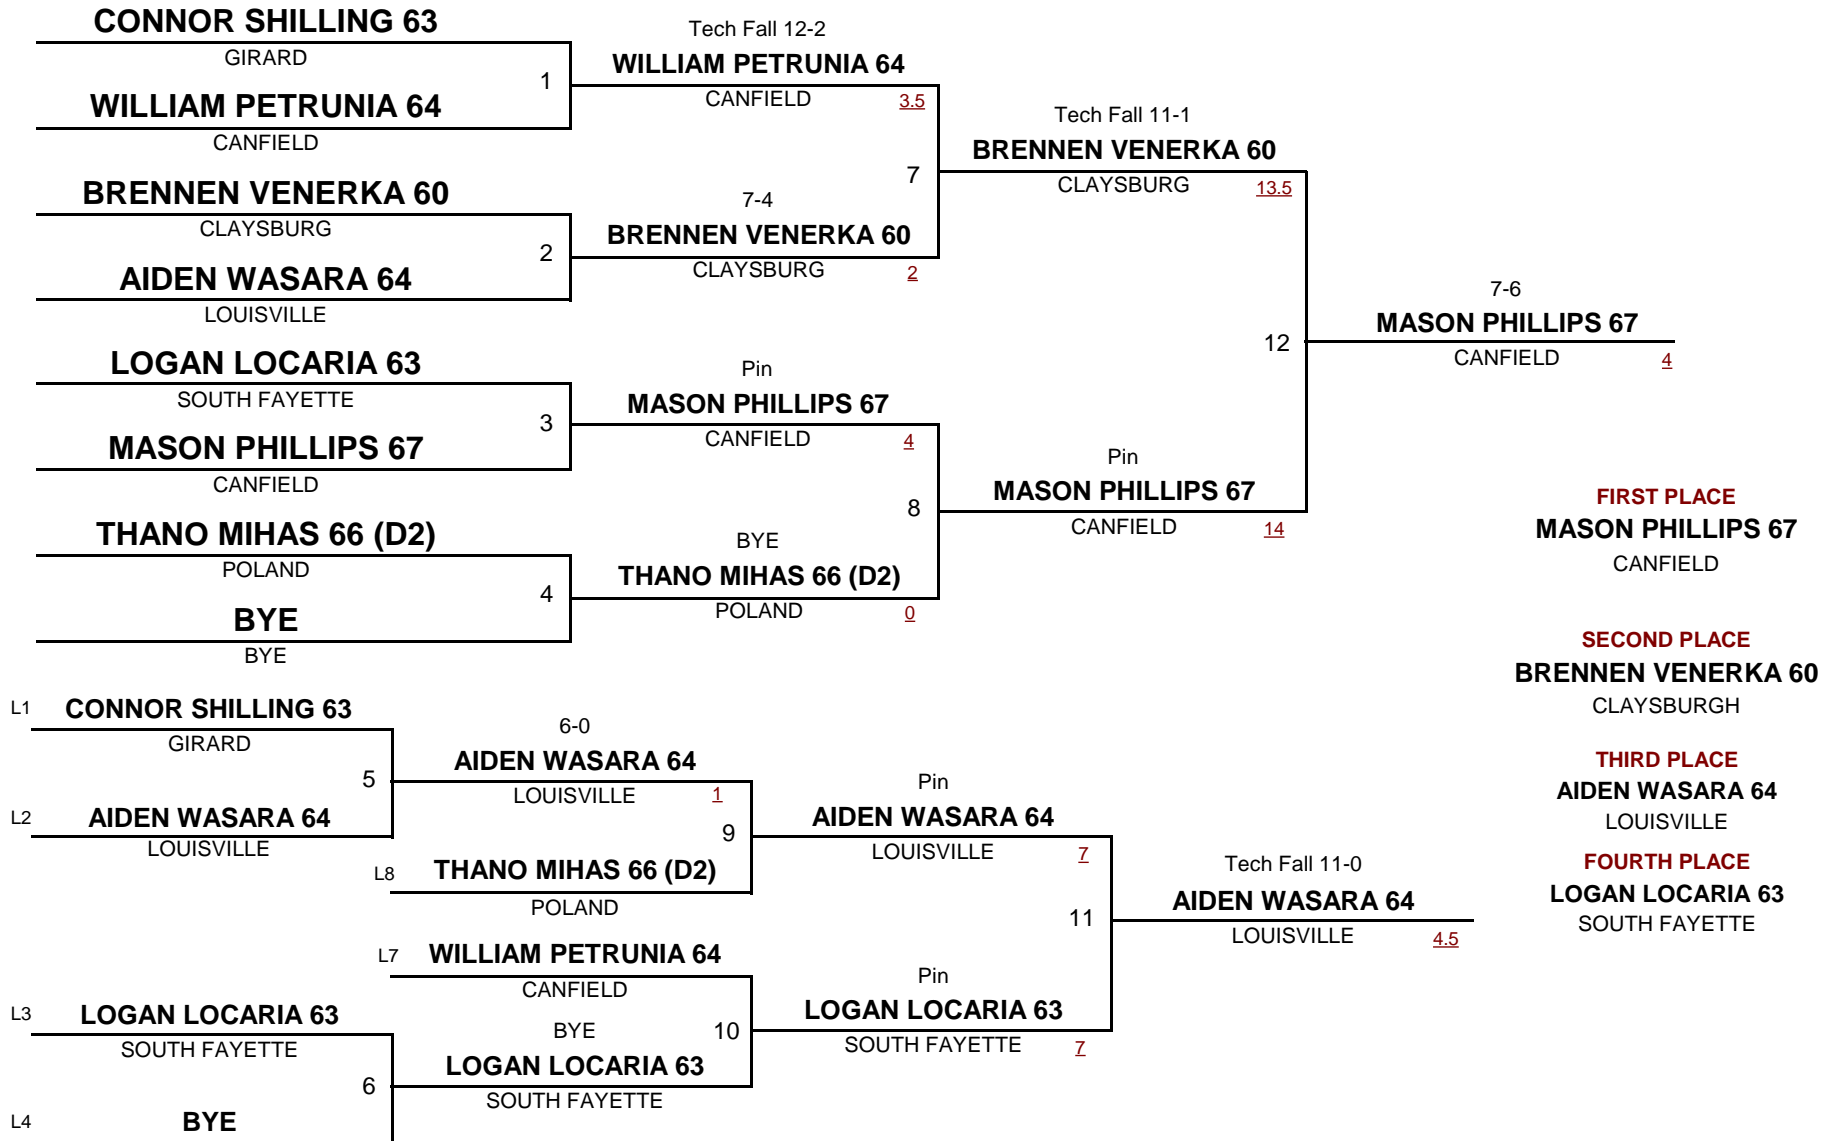 CONNOR SHILLING 63
GIRARD
1
WILLIAM PETRUNIA 64
CANFIELD
BRENNEN VENERKA 60
CLAYSBURG
2
AIDEN WASARA 64
LOUISVILLE
LOGAN LOCARIA 63
SOUTH FAYETTE
3
MASON PHILLIPS 67
CANFIELD
THANO MIHAS 66 (D2)
POLAND
4
BYE
BYE
Tech Fall 12-2
WILLIAM PETRUNIA 64
CANFIELD 3.5
7
7-4
BRENNEN VENERKA 60
CLAYSBURG 2
Pin
MASON PHILLIPS 67
CANFIELD 4
8
BYE
THANO MIHAS 66 (D2)
POLAND 0
Tech Fall 11-1
BRENNEN VENERKA 60
CLAYSBURG 13.5
12
Pin
MASON PHILLIPS 67
CANFIELD 14
7-6
MASON PHILLIPS 67
CANFIELD 4
FIRST PLACE
MASON PHILLIPS 67
CANFIELD
SECOND PLACE
BRENNEN VENERKA 60
CLAYSBURGH
THIRD PLACE
AIDEN WASARA 64
LOUISVILLE
FOURTH PLACE
LOGAN LOCARIA 63
SOUTH FAYETTE
L1 CONNOR SHILLING 63
GIRARD
5
L2 AIDEN WASARA 64
LOUISVILLE
L3 LOGAN LOCARIA 63
SOUTH FAYETTE
6
L4 BYE
6-0
AIDEN WASARA 64
LOUISVILLE 1
9
L8 THANO MIHAS 66 (D2)
POLAND
L7 WILLIAM PETRUNIA 64
CANFIELD
10
BYE
LOGAN LOCARIA 63
SOUTH FAYETTE
Pin
AIDEN WASARA 64
LOUISVILLE 7
11
Pin
LOGAN LOCARIA 63
SOUTH FAYETTE 7
Tech Fall 11-0
AIDEN WASARA 64
LOUISVILLE 4.5